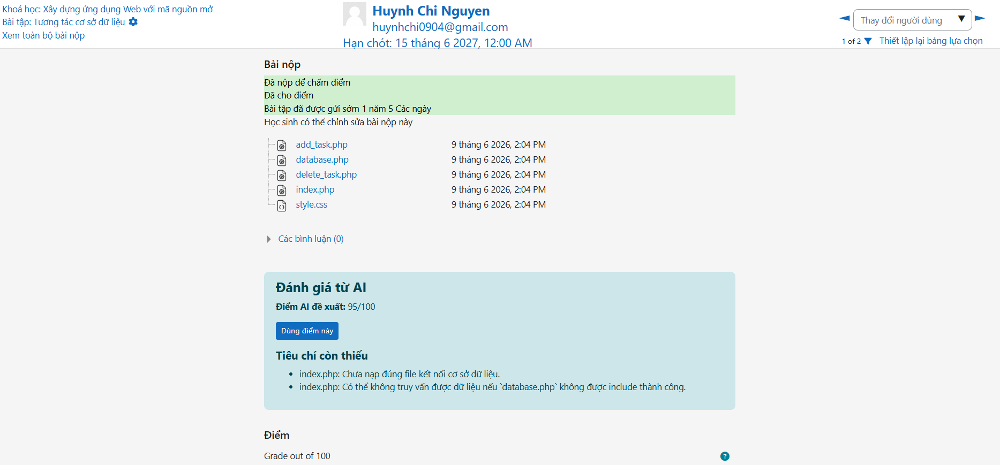 Khoá học: Xây dựng ứng dụng Web với mã nguồn mở
Bài tập: Tương tác cơ sở dữ liệu
Xem toàn bộ bài nộp
Huynh Chi Nguyen
huynhchi0904@gmail.com
Hạn chót: 15 tháng 6 2027, 12:00 AM
Thay đổi người dùng
1 of 2 Thiết lập lại bảng lựa chọn
Bài nộp
Đã nộp để chấm điểm
Đã cho điểm
Bài tập đã được gửi sớm 1 năm 5 Các ngày
Học sinh có thể chỉnh sửa bài nộp này
add_task.php 9 tháng 6 2026, 2:04 PM
database.php 9 tháng 6 2026, 2:04 PM
delete_task.php 9 tháng 6 2026, 2:04 PM
index.php 9 tháng 6 2026, 2:04 PM
style.css 9 tháng 6 2026, 2:04 PM
Các bình luận (0)
Đánh giá từ AI
Điểm AI đề xuất: 95/100
Dùng điểm này
Tiêu chí còn thiếu
index.php: Chưa nạp đúng file kết nối cơ sở dữ liệu.
index.php: Có thể không truy vấn được dữ liệu nếu `database.php` không được include thành công.
Điểm
Grade out of 100